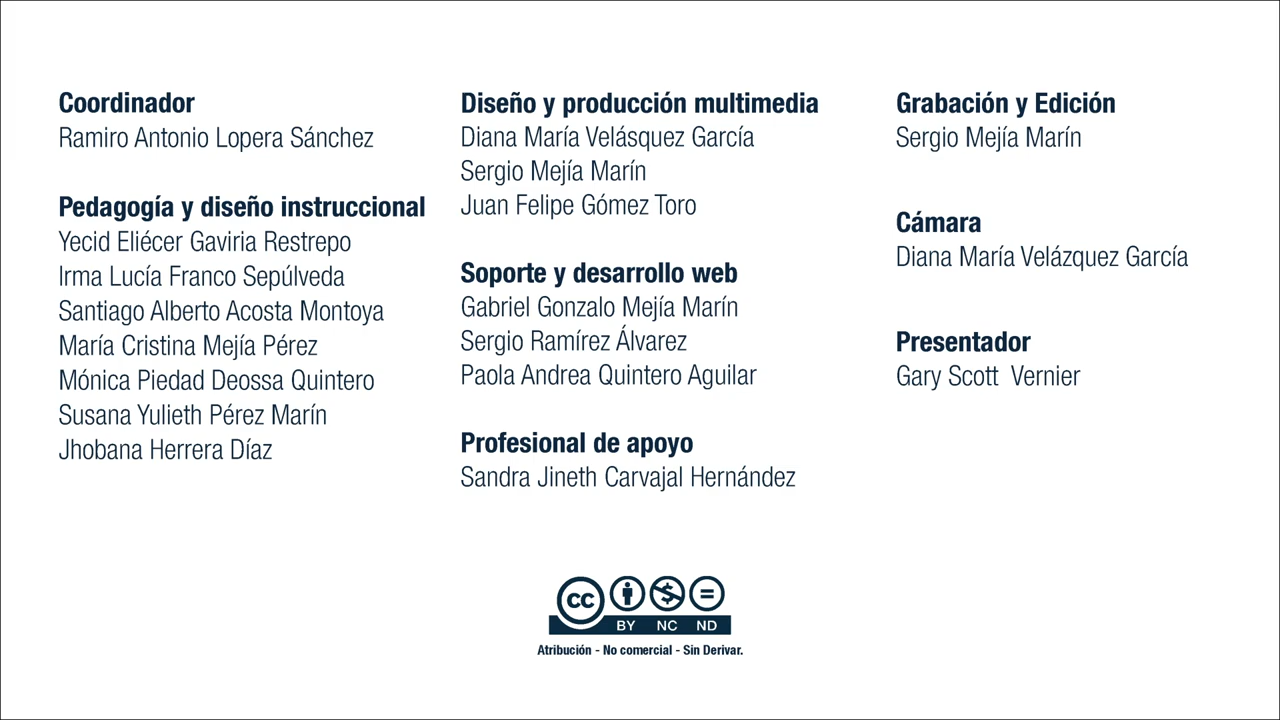 Coordinador
Ramiro Antonio Lopera Sánchez
Pedagogía y diseño instruccional
Yecid Eliécer Gaviria Restrepo
Irma Lucía Franco Sepúlveda
Santiago Alberto Acosta Montoya
María Cristina Mejía Pérez
Mónica Piedad Deossa Quintero
Susana Yulieth Pérez Marín
Jhobana Herrera Díaz
Diseño y producción multimedia
Diana María Velásquez García
Sergio Mejía Marín
Juan Felipe Gómez Toro
Soporte y desarrollo web
Gabriel Gonzalo Mejía Marín
Sergio Ramírez Álvarez
Paola Andrea Quintero Aguilar
Profesional de apoyo
Sandra Jineth Carvajal Hernández
Grabación y Edición
Sergio Mejía Marín
Cámara
Diana María Velázquez García
Presentador
Gary Scott  Vernier
cc
BY NC ND
Atribución - No comercial - Sin Derivar.